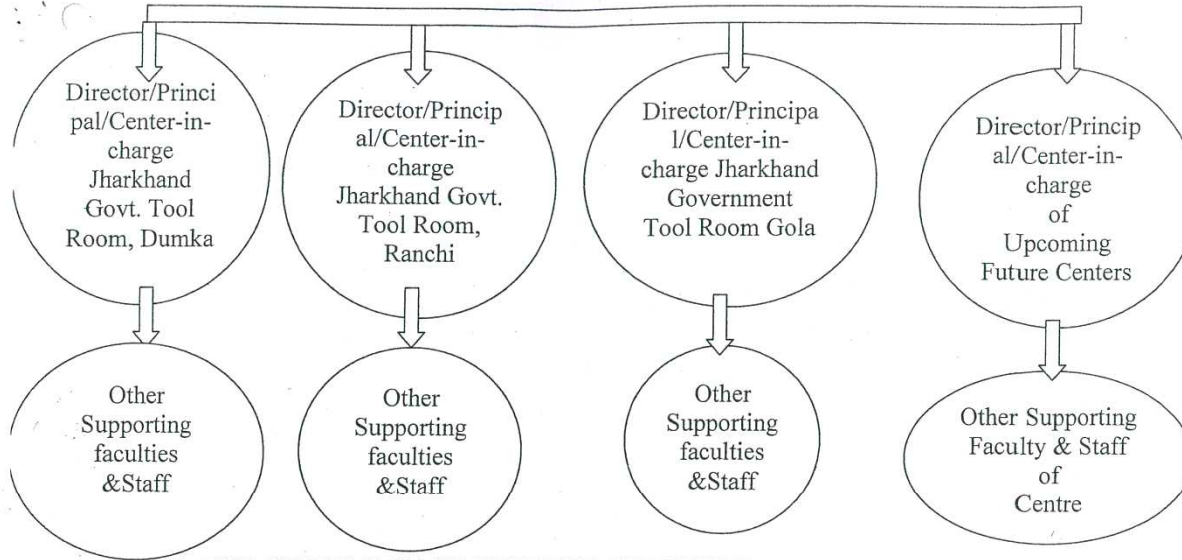 Director/Princi
pal/Center-in-
charge
Jharkhand
Govt. Tool
Room, Dumka
Director/Princip
al/Center-in-
charge
Jharkhand Govt.
Tool Room,
Ranchi
Director/Principa
l/Center-in-
charge Jharkhand
Government
Tool Room Gola
Director/Princip
al/Center-in-
charge
of
Upcoming
Future Centers
Other
Supporting
faculties
&Staff
Other
Supporting
faculties
&Staff
Other
Supporting
faculties
&Staff
Other Supporting
Faculty & Staff
of
Centre